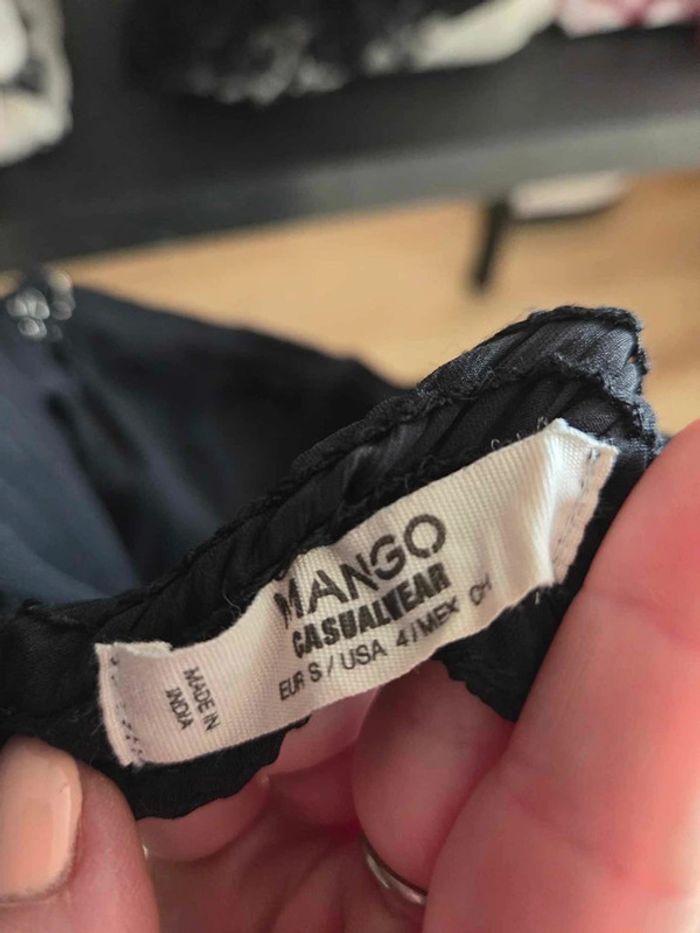 MANGO
CASUALWEAR
EUR S / USA 4 / MEX CH
MADE IN
INDIA